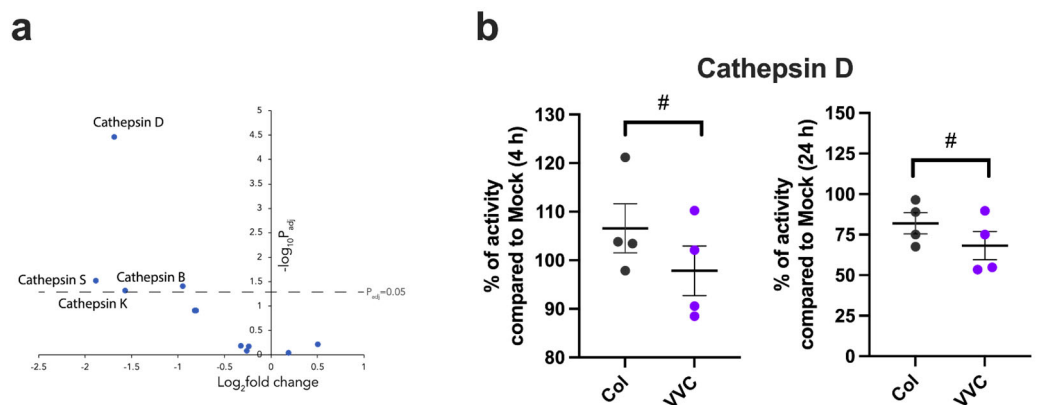 a
b
Cathepsin D
5
4.5
4
3.5
3
2.5
2
1.5
1
0.5
0
-log10Padj
Cathepsin D
Cathepsin S
Cathepsin B
Cathepsin K
Padj=0.05
-2.5 -2 -1.5 -1 -0.5 0 0.5 1
Log2fold change
% of activity
compared to Mock (4 h)
130
120
110
100
90
80
#
Col VVC
% of activity
compared to Mock (24 h)
150
125
100
75
50
25
0
#
Col VVC